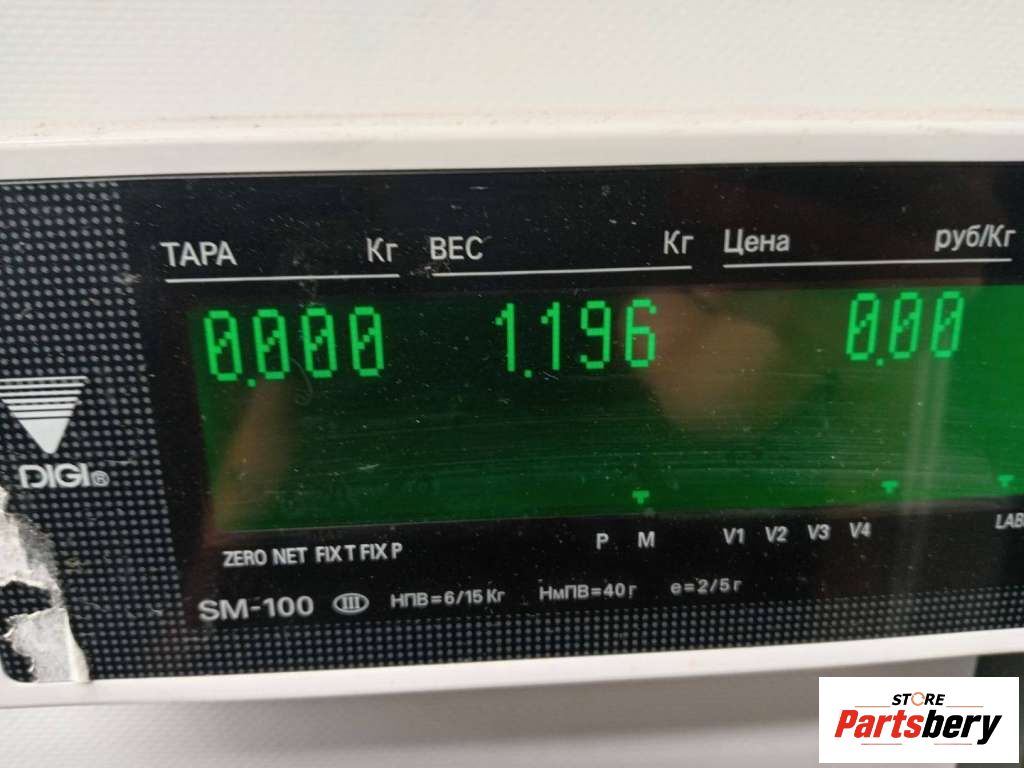 ТАРА Кг ВЕС Кг Цена руб/Кг
0.000 1.196 0.00
DIGI®
ZERO NET FIX T FIX P P M V1 V2 V3 V4 LAB
SM-100 III НПВ=6/15 Кг НмПВ=40 г e=2/5 г
STORE
Partsbery